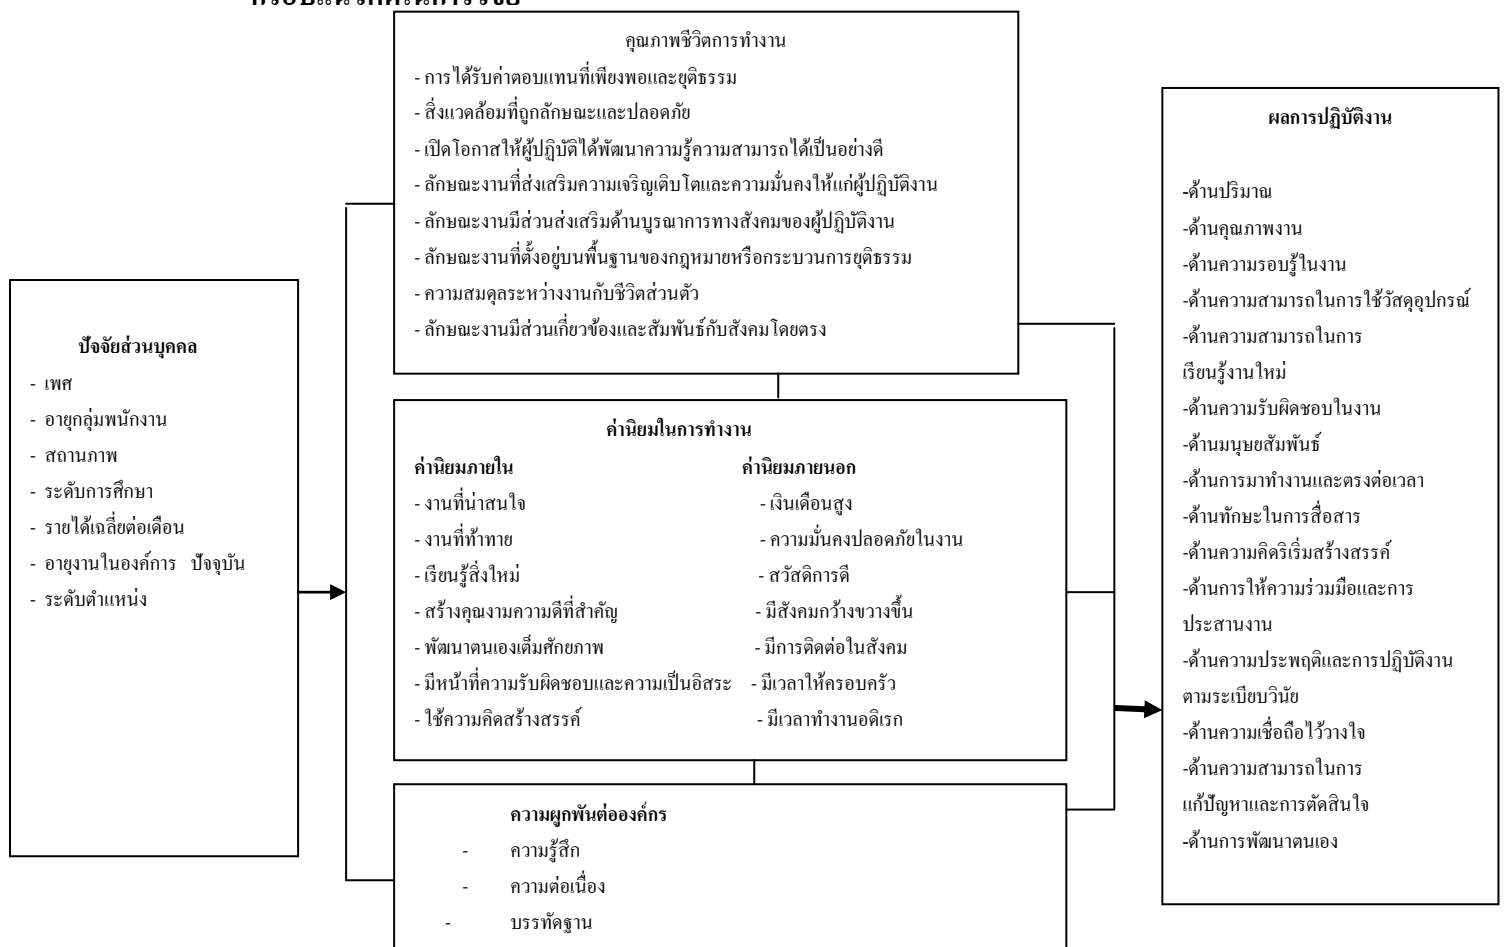 คุณภาพชีวิตการทำงาน
- การได้รับค่าตอบแทนที่เพียงพอและยุติธรรม
- สิ่งแวดล้อมที่ถูกลักษณะและปลอดภัย
- เปิดโอกาสให้ผู้ปฏิบัติได้พัฒนาความรู้ความสามารถได้เป็นอย่างดี
- ลักษณะงานที่ส่งเสริมความเจริญเติบโตและความมั่นคงให้แก่ผู้ปฏิบัติงาน
- ลักษณะงานมีส่วนส่งเสริมด้านบูรณาการทางสังคมของผู้ปฏิบัติงาน
- ลักษณะงานที่ตั้งอยู่บนพื้นฐานของกฎหมายหรือกระบวนการยุติธรรม
- ความสมดุลระหว่างงานกับชีวิตส่วนตัว
- ลักษณะงานมีส่วนเกี่ยวข้องและสัมพันธ์กับสังคมโดยตรง
ปัจจัยส่วนบุคคล
- เพศ
- อายุกลุ่มพนักงาน
- สถานภาพ
- ระดับการศึกษา
- รายได้เฉลี่ยต่อเดือน
- อายุงานในองค์การ ปัจจุบัน
- ระดับตำแหน่ง
ค่านิยมในการทำงาน
ค่านิยมภายใน
- งานที่น่าสนใจ
- งานที่ท้าทาย
- เรียนรู้สิ่งใหม่
- สร้างคุณงามความดีที่สำคัญ
- พัฒนาตนเองเต็มศักยภาพ
- มีหน้าที่ความรับผิดชอบและความเป็นอิสระ
- ใช้ความคิดสร้างสรรค์
ค่านิยมภายนอก
- เงินเดือนสูง
- ความมั่นคงปลอดภัยในงาน
- สวัสดิการดี
- มีสังคมกว้างขวางขึ้น
- มีการติดต่อในสังคม
- มีเวลาให้ครอบครัว
- มีเวลาทำงานอดิเรก
ความผูกพันต่อองค์กร
- ความรู้สึก
- ความต่อเนื่อง
- บรรทัดฐาน
ผลการปฏิบัติงาน
-ด้านปริมาณ
-ด้านคุณภาพงาน
-ด้านความรอบรู้ในงาน
-ด้านความสามารถในการใช้วัสดุอุปกรณ์
-ด้านความสามารถในการ
เรียนรู้งานใหม่
-ด้านความรับผิดชอบในงาน
-ด้านมนุษยสัมพันธ์
-ด้านการมาทำงานและตรงต่อเวลา
-ด้านทักษะในการสื่อสาร
-ด้านความคิดริเริ่มสร้างสรรค์
-ด้านการให้ความร่วมมือและการ
ประสานงาน
-ด้านความประพฤติและการปฏิบัติงาน
ตามระเบียบวินัย
-ด้านความเชื่อถือไว้วางใจ
-ด้านความสามารถในการ
แก้ปัญหาและการตัดสินใจ
-ด้านการพัฒนาตนเอง